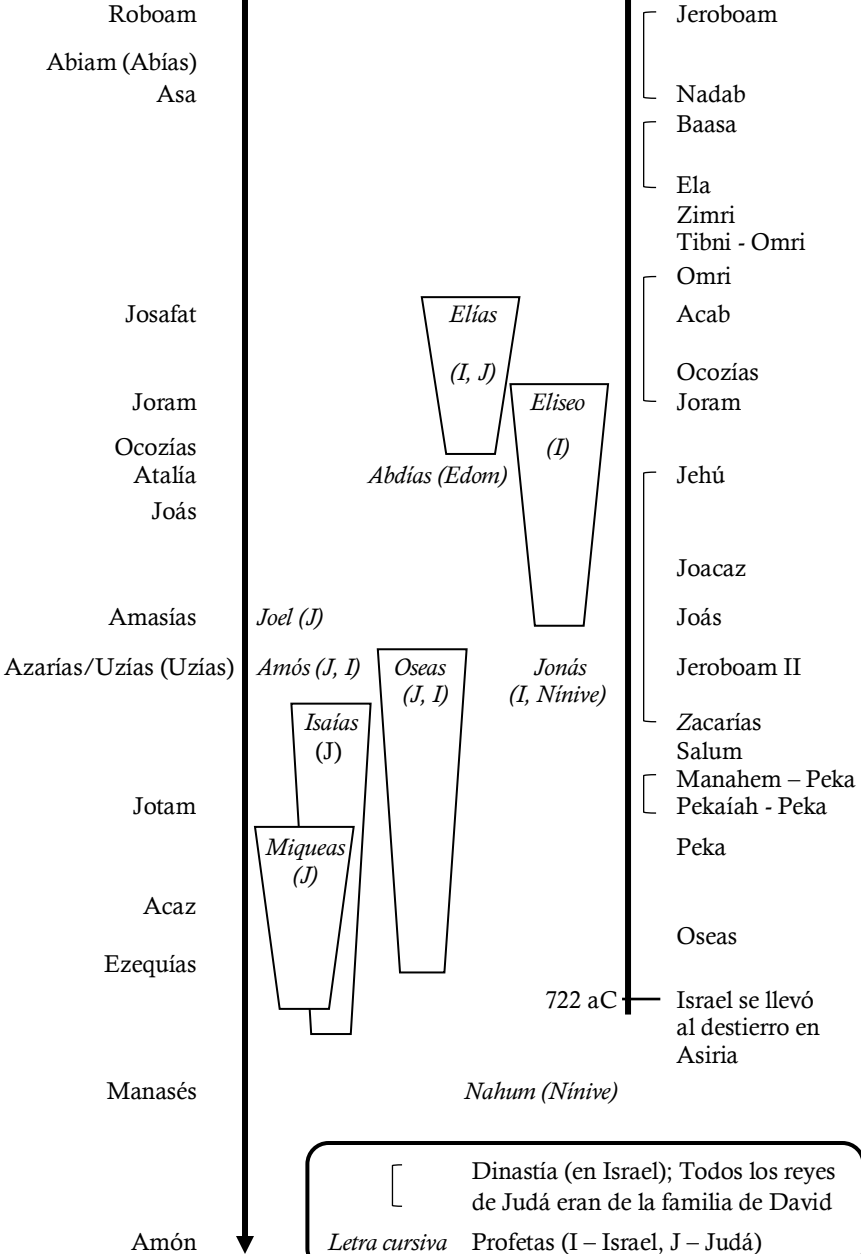 Roboam
Jeroboam
Abiam (Abías)
Asa
Nadab
Baasa
Ela
Zimri
Tibni - Omri
Omri
Josafat
Elías
Acab
(I, J)
Ocozías
Joram
Eliseo
Joram
Ocozías
(I)
Atalía
Abdías (Edom)
Jehú
Joás
Joacaz
Amasías
Joel (J)
Joás
Azarías/Uzías (Uzías)
Amós (J, I)
Oseas
(J, I)
Jonás
(I, Nínive)
Jeroboam II
Isaías
(J)
Zacarías
Salum
Manahem – Peka
Jotam
Pekaíah - Peka
Miqueas
(J)
Peka
Acaz
Oseas
Ezequías
722 aC
Israel se llevó
al destierro en
Asiria
Manasés
Nahum (Nínive)
Dinastía (en Israel); Todos los reyes
de Judá eran de la familia de David
Amón
Letra cursiva Profetas (I – Israel, J – Judá)